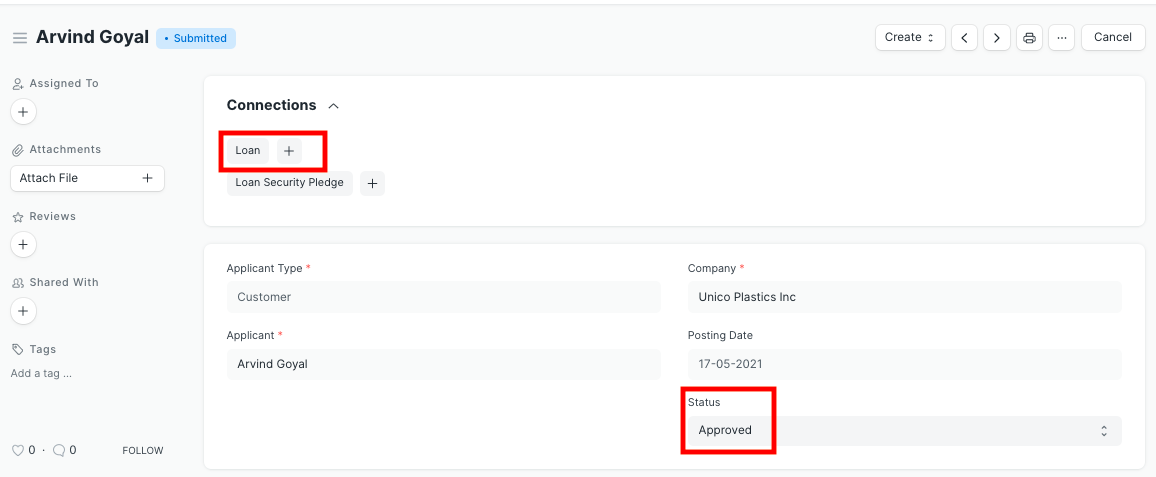 Arvind Goyal • Submitted Create ... Cancel
Assigned To
+
Attachments
Attach File +
Reviews
+
Shared With
+
Tags
Add a tag ...
0 · 0 FOLLOW
Connections
Loan +
Loan Security Pledge +
Applicant Type *
Customer
Applicant *
Arvind Goyal
Company *
Unico Plastics Inc
Posting Date
17-05-2021
Status
Approved